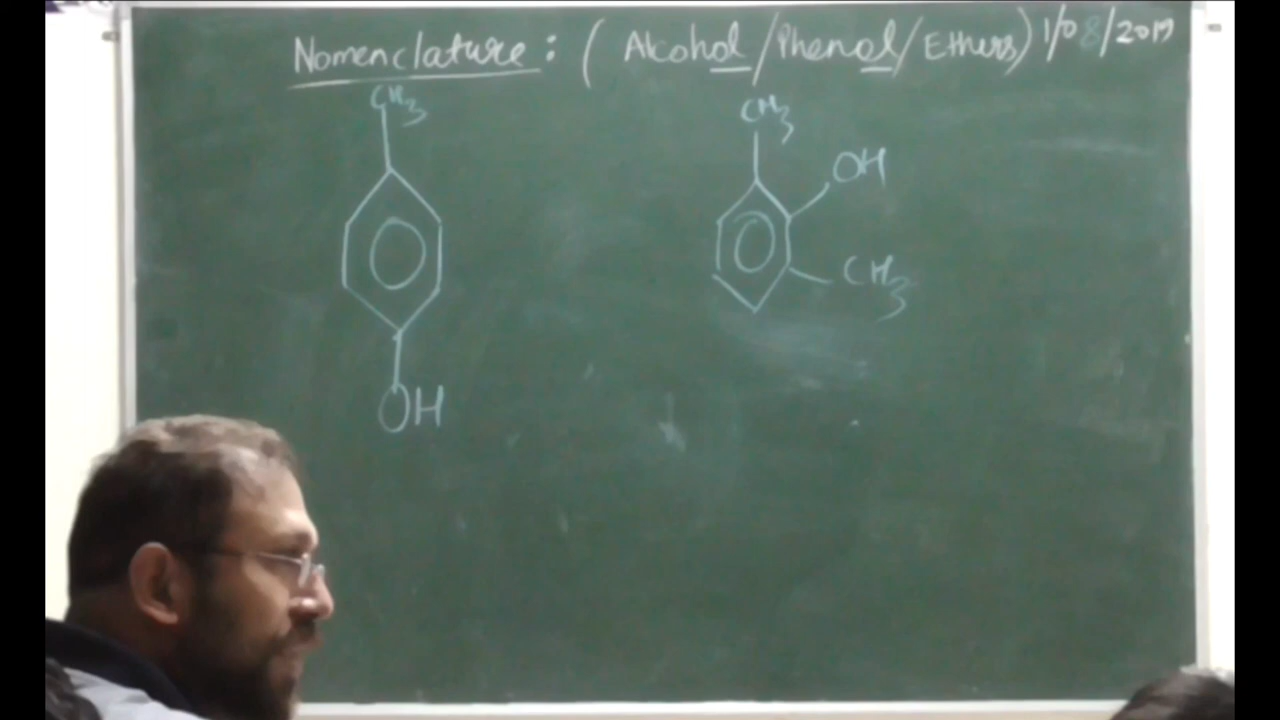 Nomenclature : ( Alcohol / Phenol / Ethers) 1/08/2019
CH3
OH
CH3
OH
CH3